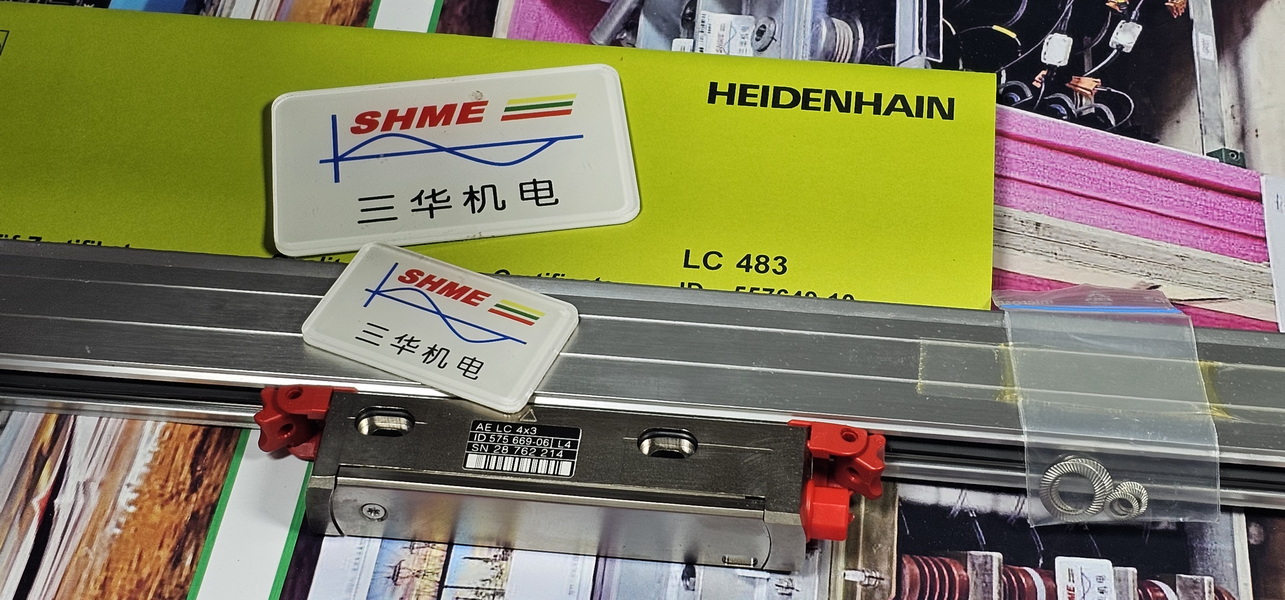 HEIDENHAIN
SHME
三华机电
LC 483
SHME
三华机电
AE LC 4x3
ID 575 669-06 L4
SN 28 762 214